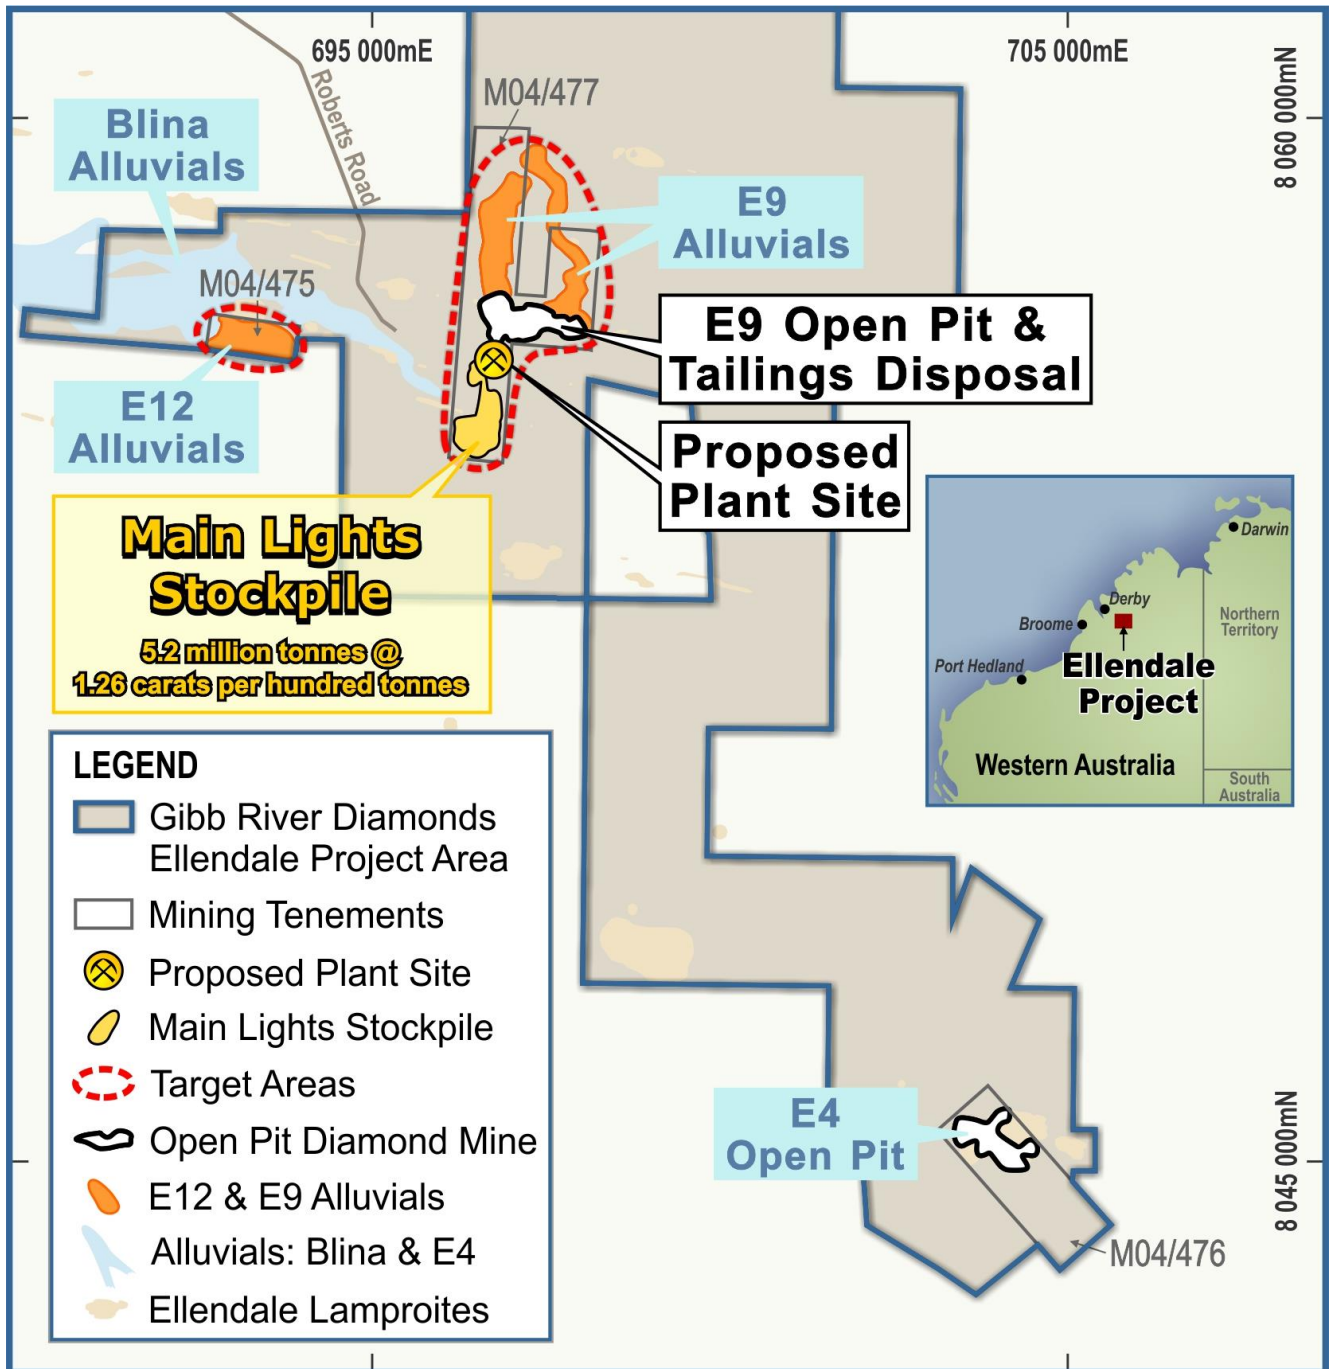 695 000mE
705 000mE
8 060 000mN
Roberts Road
M04/477
Blina
Alluvials
E9
Alluvials
M04/475
E9 Open Pit &
Tailings Disposal
E12
Alluvials
Proposed
Plant Site
Main Lights
Stockpile
5.2 million tonnes @
1.26 carats per hundred tonnes
Darwin
Derby
Broome
Northern
Territory
Port Hedland
Ellendale
Project
Western Australia
South
Australia
LEGEND
Gibb River Diamonds
Ellendale Project Area
Mining Tenements
Proposed Plant Site
Main Lights Stockpile
Target Areas
Open Pit Diamond Mine
E12 & E9 Alluvials
Alluvials: Blina & E4
Ellendale Lamproites
E4
Open Pit
8 045 000mN
M04/476